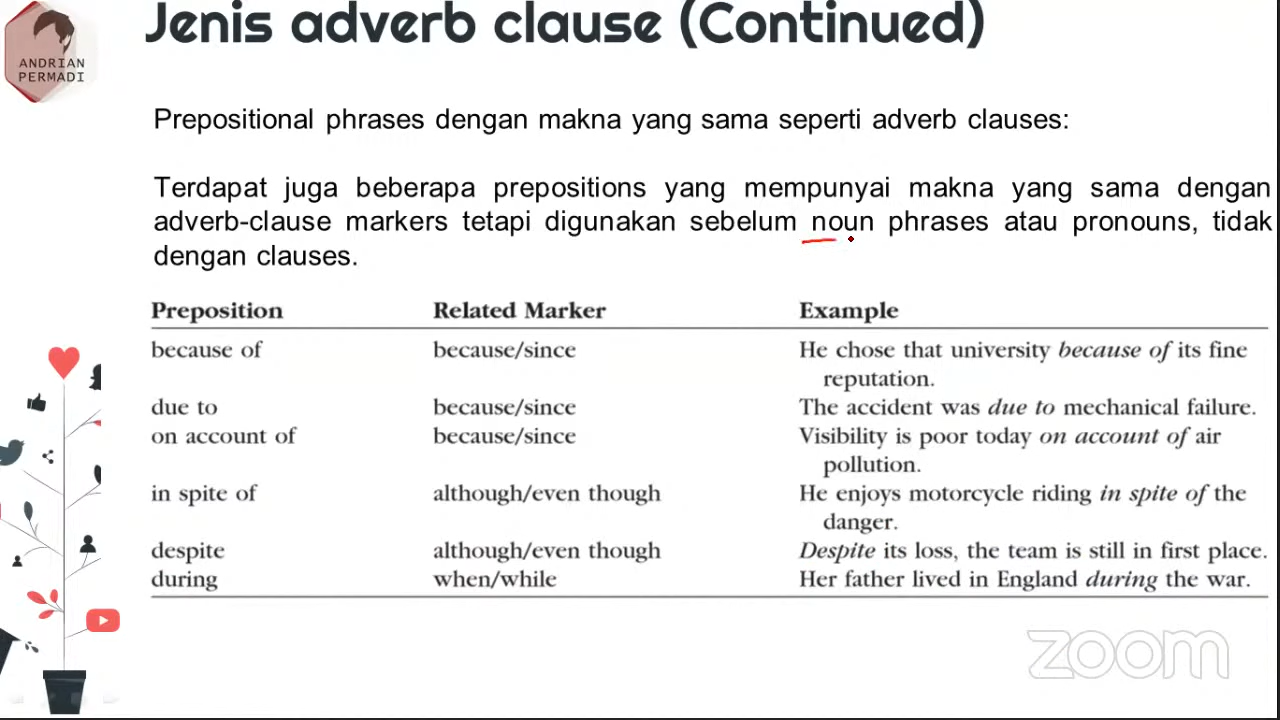 Jenis adverb clause (Continued)
ANDRIAN
PERMADI
Prepositional phrases dengan makna yang sama seperti adverb clauses:
Terdapat juga beberapa prepositions yang mempunyai makna yang sama dengan
adverb-clause markers tetapi digunakan sebelum noun phrases atau pronouns, tidak
dengan clauses.
Preposition Related Marker Example
because of because/since He chose that university because of its fine
reputation.
due to because/since The accident was due to mechanical failure.
on account of because/since Visibility is poor today on account of air
pollution.
in spite of although/even though He enjoys motorcycle riding in spite of the
danger.
despite although/even though Despite its loss, the team is still in first place.
during when/while Her father lived in England during the war.
zoom